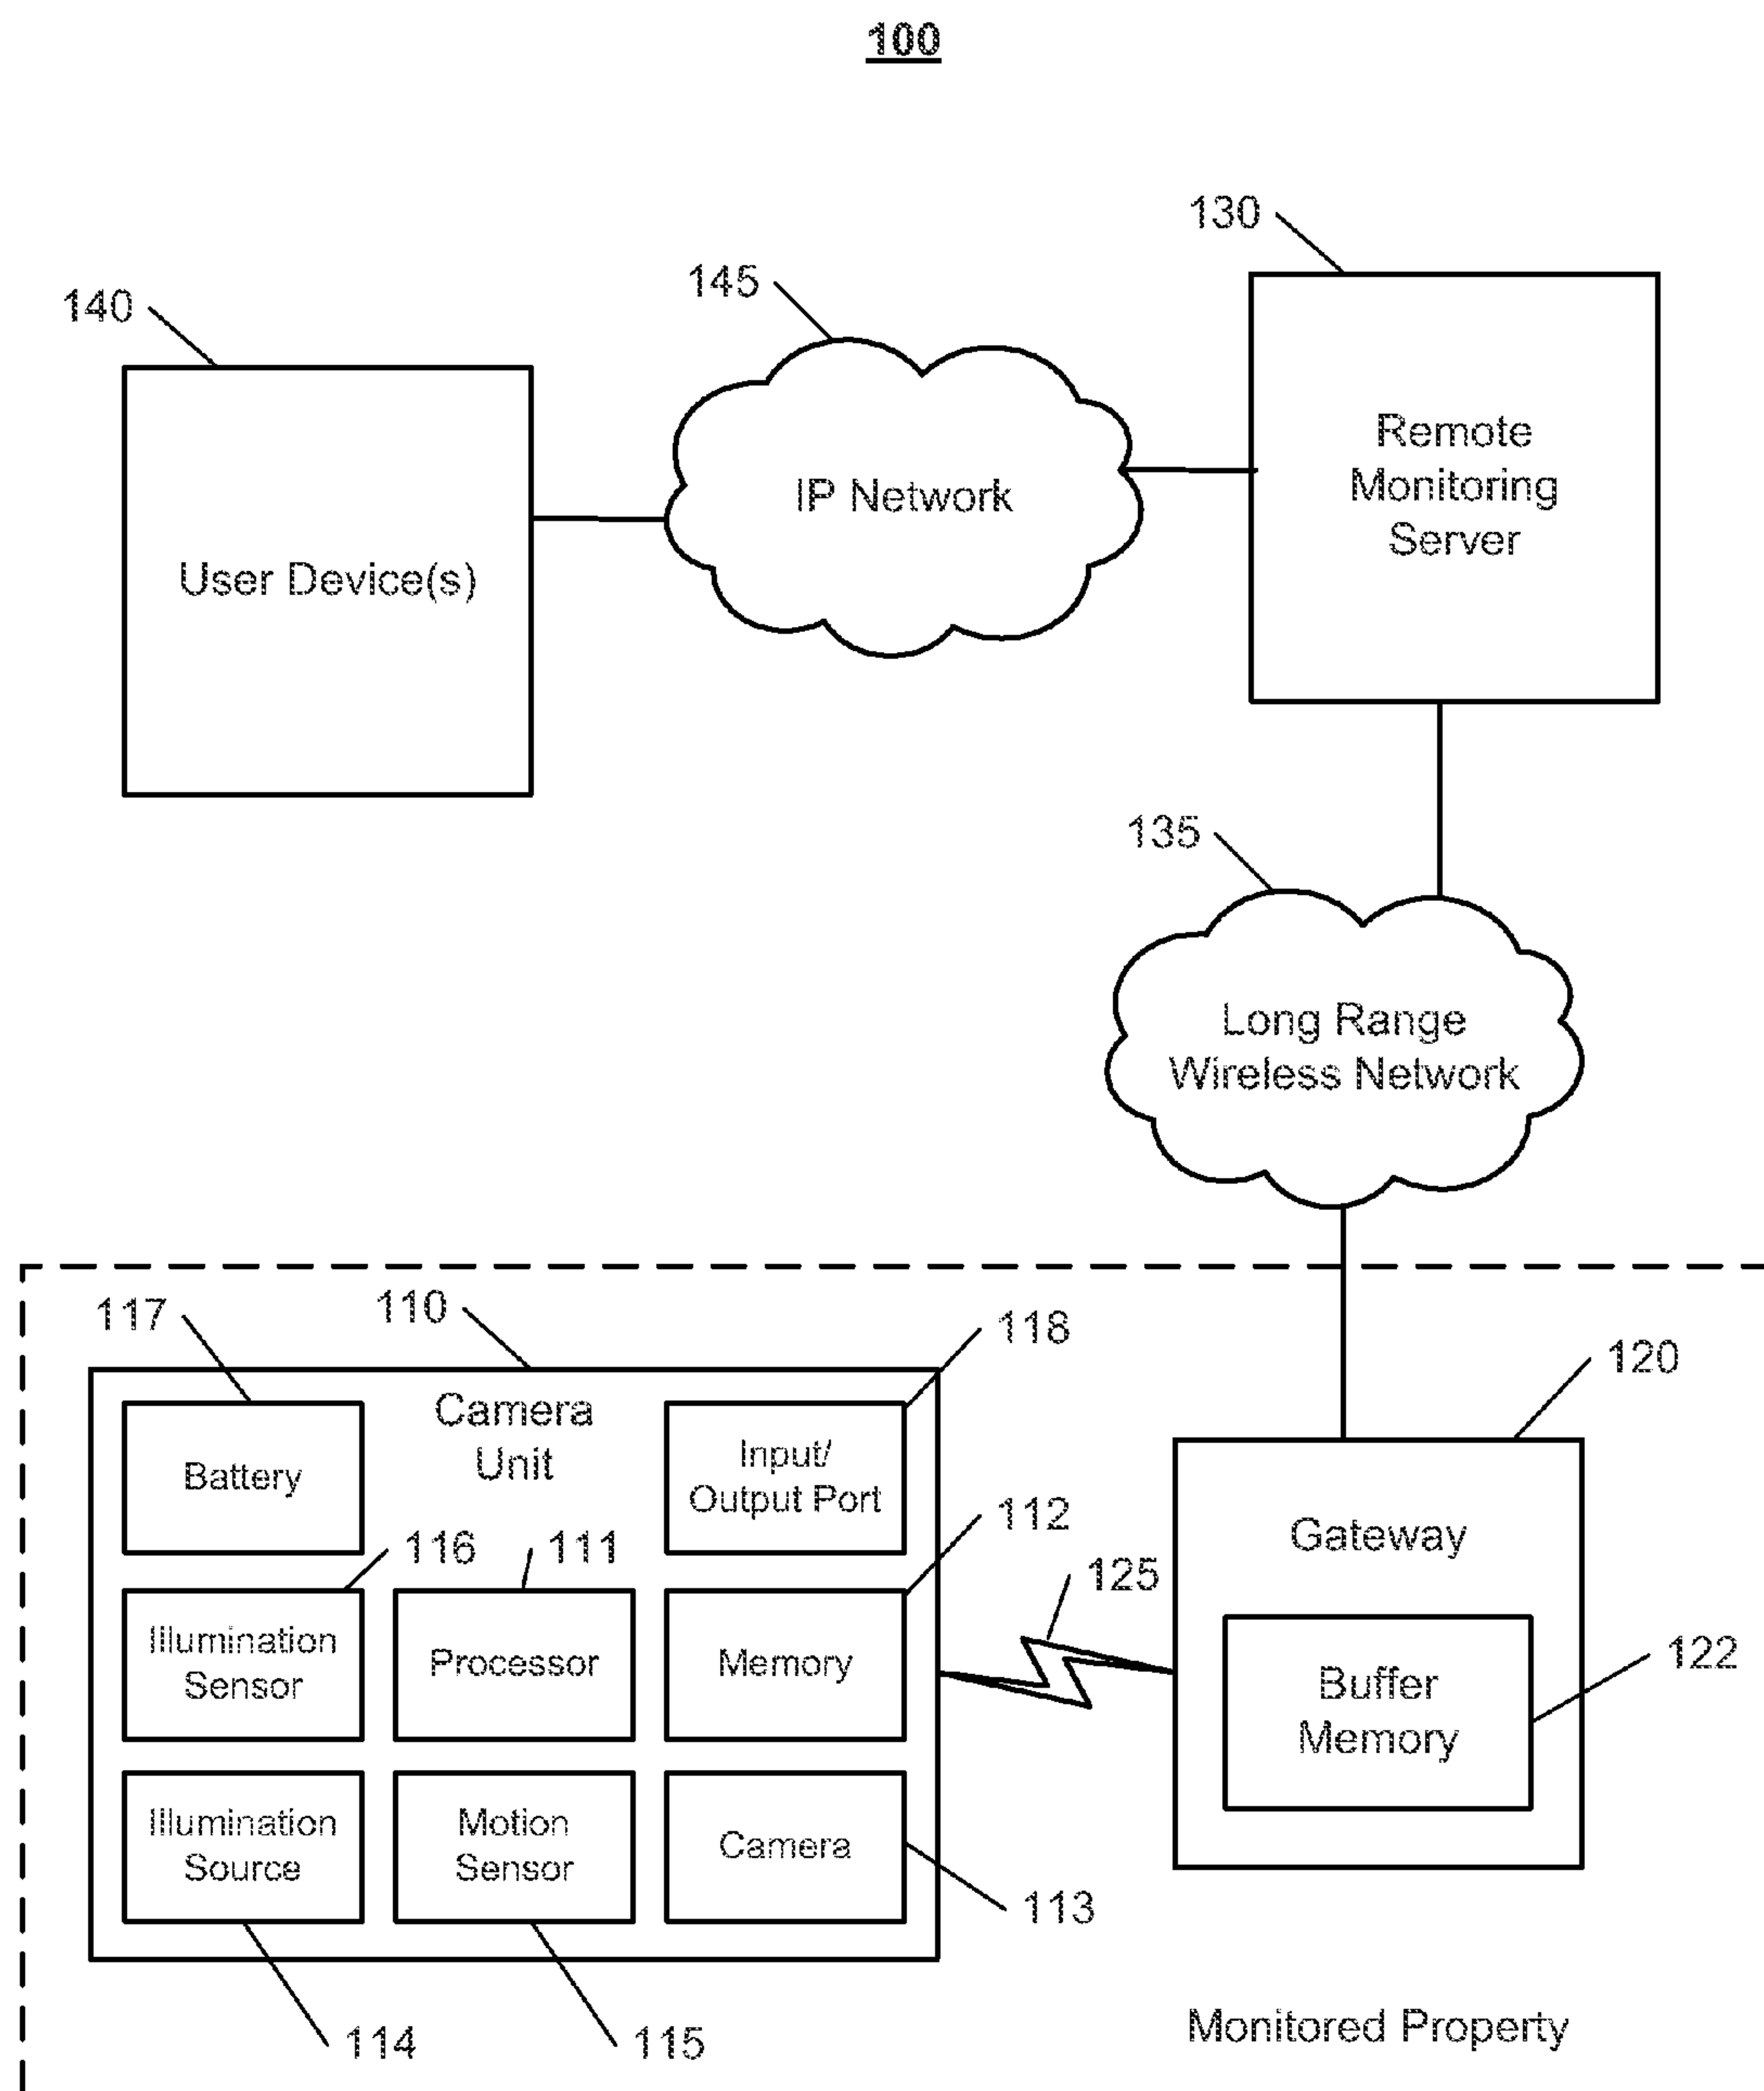 100
130
145
140
Remote
Monitoring
Server
IP Network
User Device(s)
135
Long Range
Wireless Network
117
110
118
120
Camera
Unit
Battery
Input/
Output Port
116
111
112
Gateway
125
Illumination
Sensor
Processor
Memory
122
Buffer
Memory
Illumination
Source
Motion
Sensor
Camera
113
114
115
Monitored Property